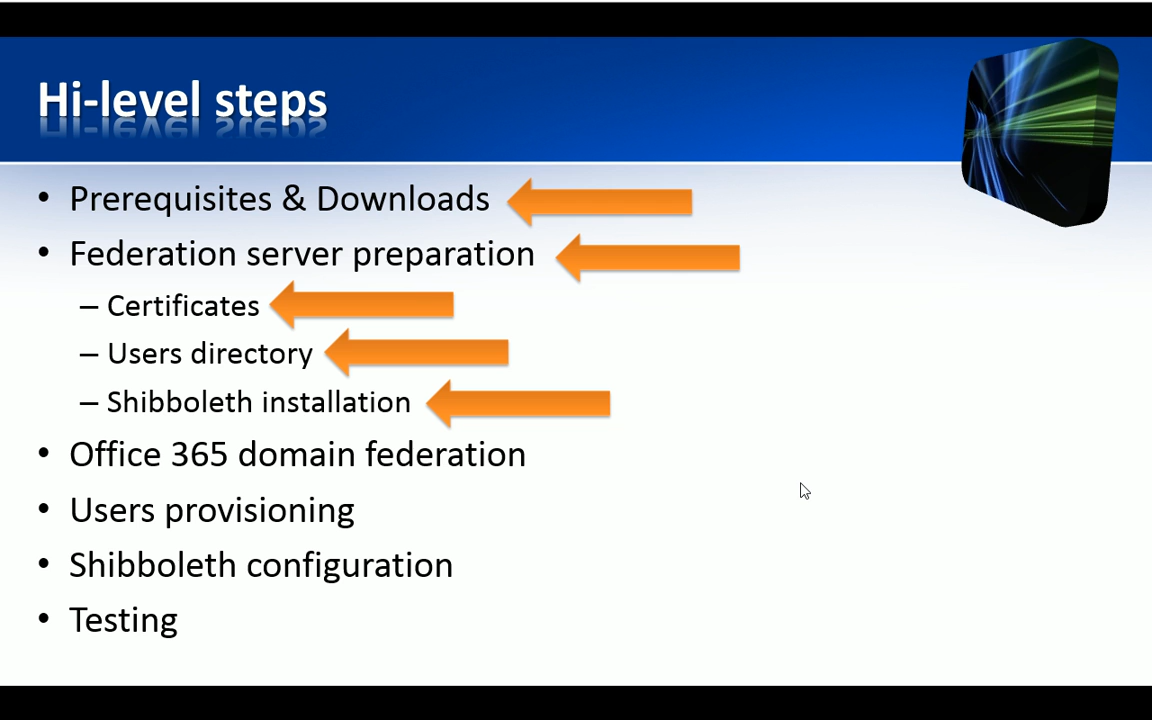 Hi-level steps
• Prerequisites & Downloads
• Federation server preparation
– Certificates
– Users directory
– Shibboleth installation
• Office 365 domain federation
• Users provisioning
• Shibboleth configuration
• Testing